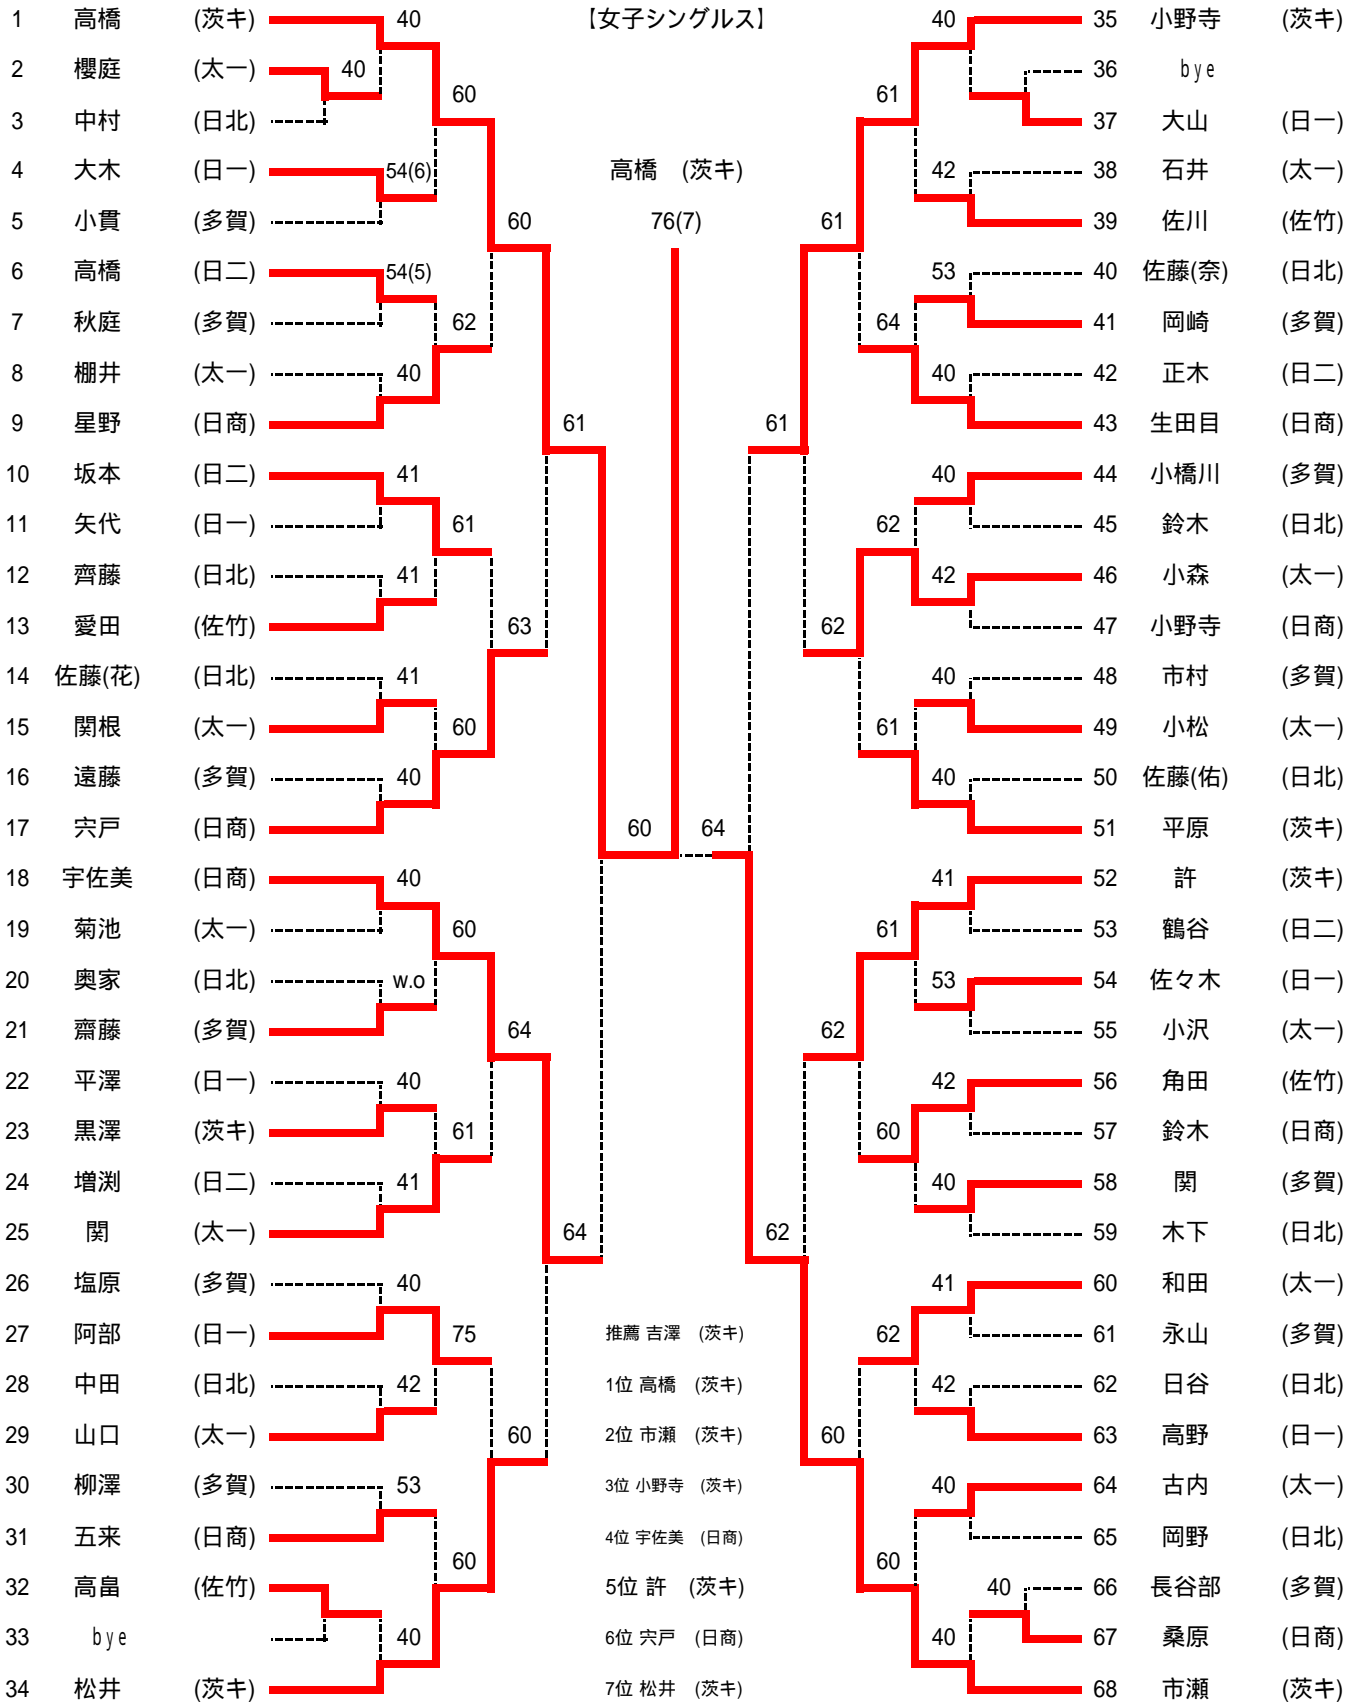 【女子シングルス】
1 高橋 (茨キ) 40 40 35 小野寺 (茨キ)
2 櫻庭 (太一) 40 36 bye
60 61
3 中村 (日北) 37 大山 (日一)
4 大木 (日一) 54(6) 高橋 (茨キ) 42 38 石井 (太一)
5 小貫 (多賀) 60 76(7) 61 39 佐川 (佐竹)
6 高橋 (日二) 54(5) 53 40 佐藤(奈) (日北)
7 秋庭 (多賀) 62 64 41 岡崎 (多賀)
8 棚井 (太一) 40 40 42 正木 (日二)
9 星野 (日商) 61 61 43 生田目 (日商)
10 坂本 (日二) 41 40 44 小橋川 (多賀)
11 矢代 (日一) 61 62 45 鈴木 (日北)
12 齊藤 (日北) 41 42 46 小森 (太一)
13 愛田 (佐竹) 63 62 47 小野寺 (日商)
14 佐藤(花) (日北) 41 40 48 市村 (多賀)
15 関根 (太一) 60 61 49 小松 (太一)
16 遠藤 (多賀) 40 40 50 佐藤(佑) (日北)
17 宍戸 (日商) 60 64 51 平原 (茨キ)
18 宇佐美 (日商) 40 41 52 許 (茨キ)
19 菊池 (太一) 60 61 53 鶴谷 (日二)
20 奥家 (日北) w.o 53 54 佐々木 (日一)
21 齋藤 (多賀) 64 62 55 小沢 (太一)
22 平澤 (日一) 40 42 56 角田 (佐竹)
23 黒澤 (茨キ) 61 60 57 鈴木 (日商)
24 増渕 (日二) 41 40 58 関 (多賀)
25 関 (太一) 64 62 59 木下 (日北)
26 塩原 (多賀) 40 41 60 和田 (太一)
27 阿部 (日一) 75 推薦 吉澤 (茨キ) 62 61 永山 (多賀)
28 中田 (日北) 42 1位 高橋 (茨キ) 42 62 日谷 (日北)
29 山口 (太一) 60 2位 市瀬 (茨キ) 60 63 高野 (日一)
30 柳澤 (多賀) 53 3位 小野寺 (茨キ) 40 64 古内 (太一)
31 五来 (日商) 4位 宇佐美 (日商) 65 岡野 (日北)
60 60
32 高畠 (佐竹) 5位 許 (茨キ) 40 66 長谷部 (多賀)
33 bye 40 6位 宍戸 (日商) 40 67 桑原 (日商)
34 松井 (茨キ) 7位 松井 (茨キ) 68 市瀬 (茨キ)